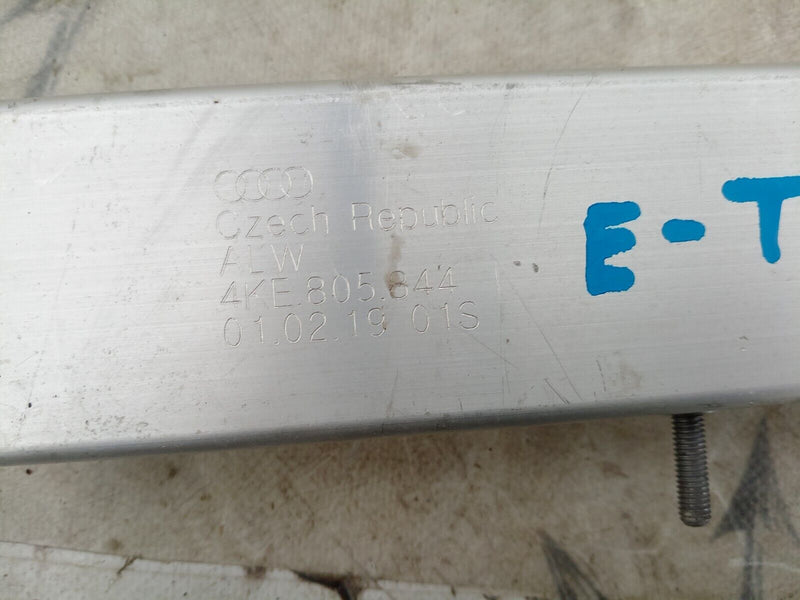 Czech Republic
ALW
4KE.805.844
01.02.19 01S
E-T